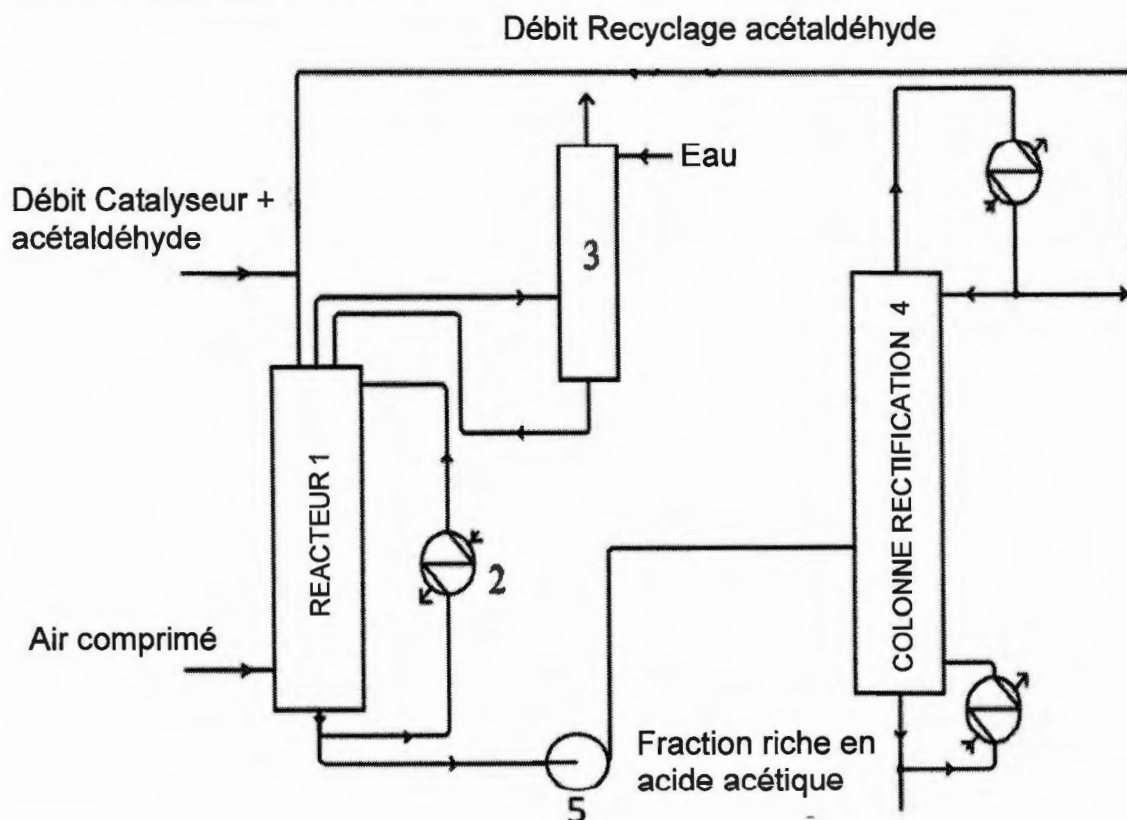 Débit Recyclage acétaldéhyde
Eau
Débit Catalyseur +
acétaldéhyde
3
REACTEUR 1
2
COLONNE RECTIFICATION 4
Air comprimé
Fraction riche en
acide acétique
5